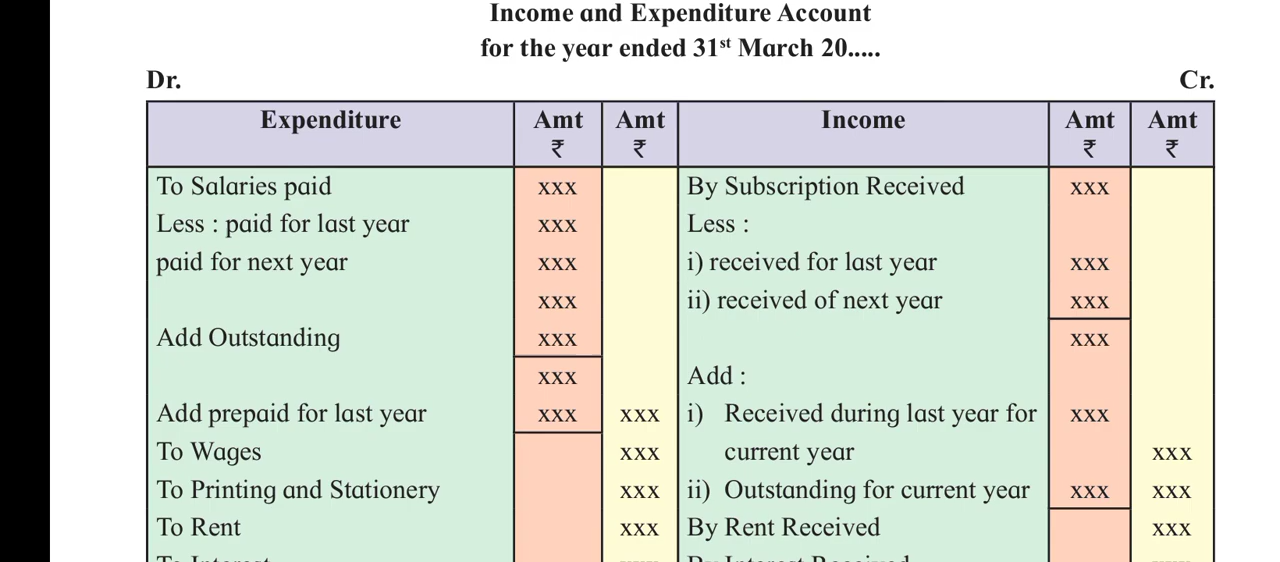 Income and Expenditure Account
for the year ended 31st March 20.....
Dr. Cr.
Expenditure Amt ₹ Amt ₹ Income Amt ₹ Amt ₹
To Salaries paid xxx By Subscription Received xxx
Less : paid for last year xxx Less :
paid for next year xxx i) received for last year xxx
xxx ii) received of next year xxx
Add Outstanding xxx xxx
xxx Add :
Add prepaid for last year xxx xxx i) Received during last year for xxx
To Wages xxx current year xxx
To Printing and Stationery xxx ii) Outstanding for current year xxx xxx
To Rent xxx By Rent Received xxx
To Interest By Interest Received